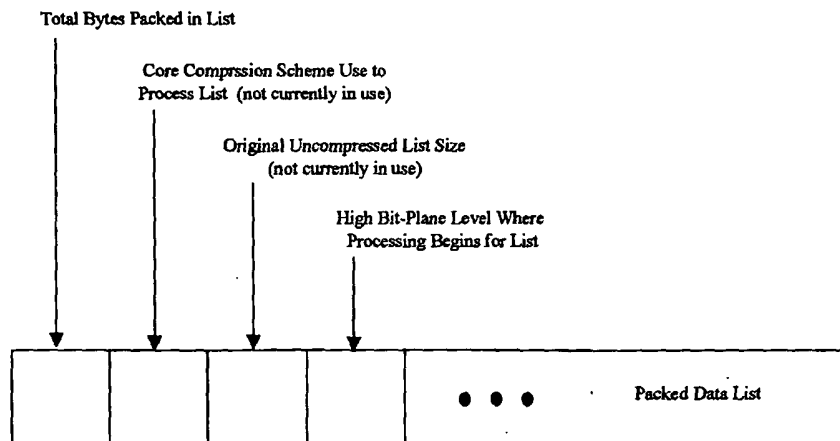 Total Bytes Packed in List
Core Comprssion Scheme Use to
Process List (not currently in use)
Original Uncompressed List Size
(not currently in use)
High Bit-Plane Level Where
Processing Begins for List
Packed Data List